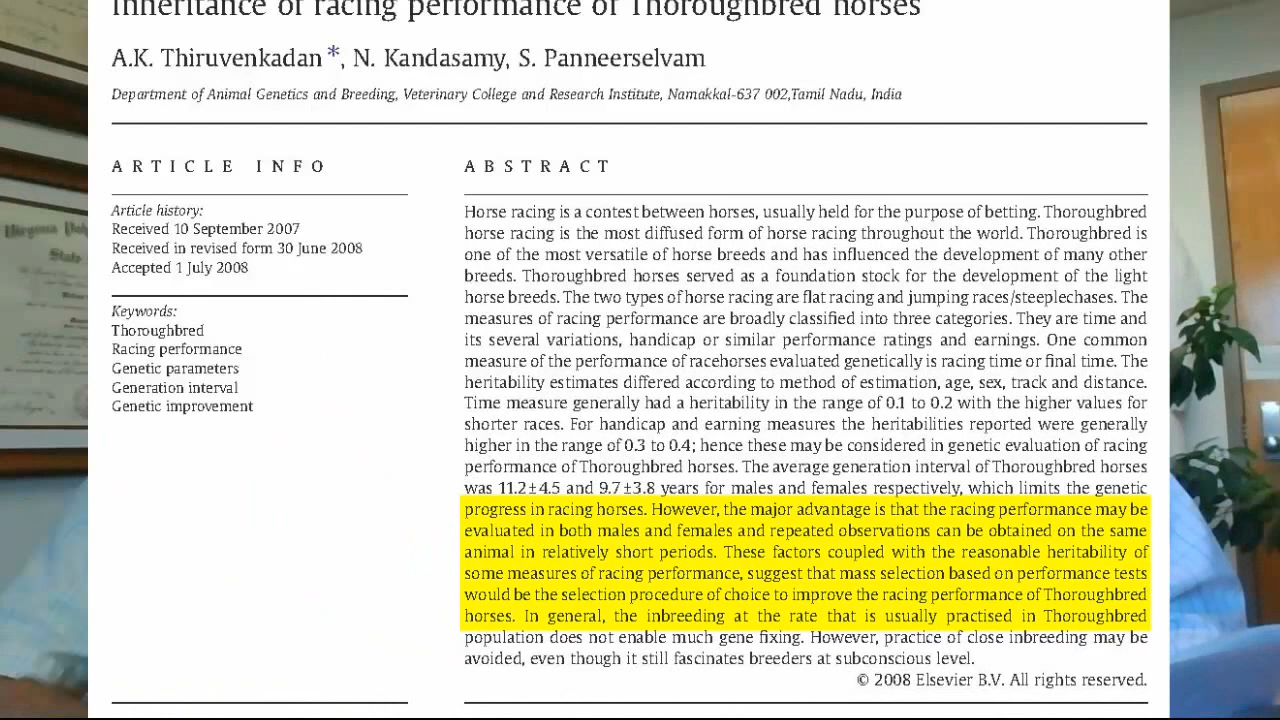 Inheritance of racing performance of Thoroughbred horses
A.K. Thiruvenkadan *, N. Kandasamy, S. Panneerselvam
Department of Animal Genetics and Breeding, Veterinary College and Research Institute, Namakkal-637 002,Tamil Nadu, India
ARTICLE INFO
Article history:
Received 10 September 2007
Received in revised form 30 June 2008
Accepted 1 July 2008
Keywords:
Thoroughbred
Racing performance
Genetic parameters
Generation interval
Genetic improvement
ABSTRACT
Horse racing is a contest between horses, usually held for the purpose of betting. Thoroughbred
horse racing is the most diffused form of horse racing throughout the world. Thoroughbred is
one of the most versatile of horse breeds and has influenced the development of many other
breeds. Thoroughbred horses served as a foundation stock for the development of the light
horse breeds. The two types of horse racing are flat racing and jumping races/steeplechases. The
measures of racing performance are broadly classified into three categories. They are time and
its several variations, handicap or similar performance ratings and earnings. One common
measure of the performance of racehorses evaluated genetically is racing time or final time. The
heritability estimates differed according to method of estimation, age, sex, track and distance.
Time measure generally had a heritability in the range of 0.1 to 0.2 with the higher values for
shorter races. For handicap and earning measures the heritabilities reported were generally
higher in the range of 0.3 to 0.4; hence these may be considered in genetic evaluation of racing
performance of Thoroughbred horses. The average generation interval of Thoroughbred horses
was 11.2±4.5 and 9.7±3.8 years for males and females respectively, which limits the genetic
progress in racing horses. However, the major advantage is that the racing performance may be
evaluated in both males and females and repeated observations can be obtained on the same
animal in relatively short periods. These factors coupled with the reasonable heritability of
some measures of racing performance, suggest that mass selection based on performance tests
would be the selection procedure of choice to improve the racing performance of Thoroughbred
horses. In general, the inbreeding at the rate that is usually practised in Thoroughbred
population does not enable much gene fixing. However, practice of close inbreeding may be
avoided, even though it still fascinates breeders at subconscious level.
© 2008 Elsevier B.V. All rights reserved.
Virginia
State